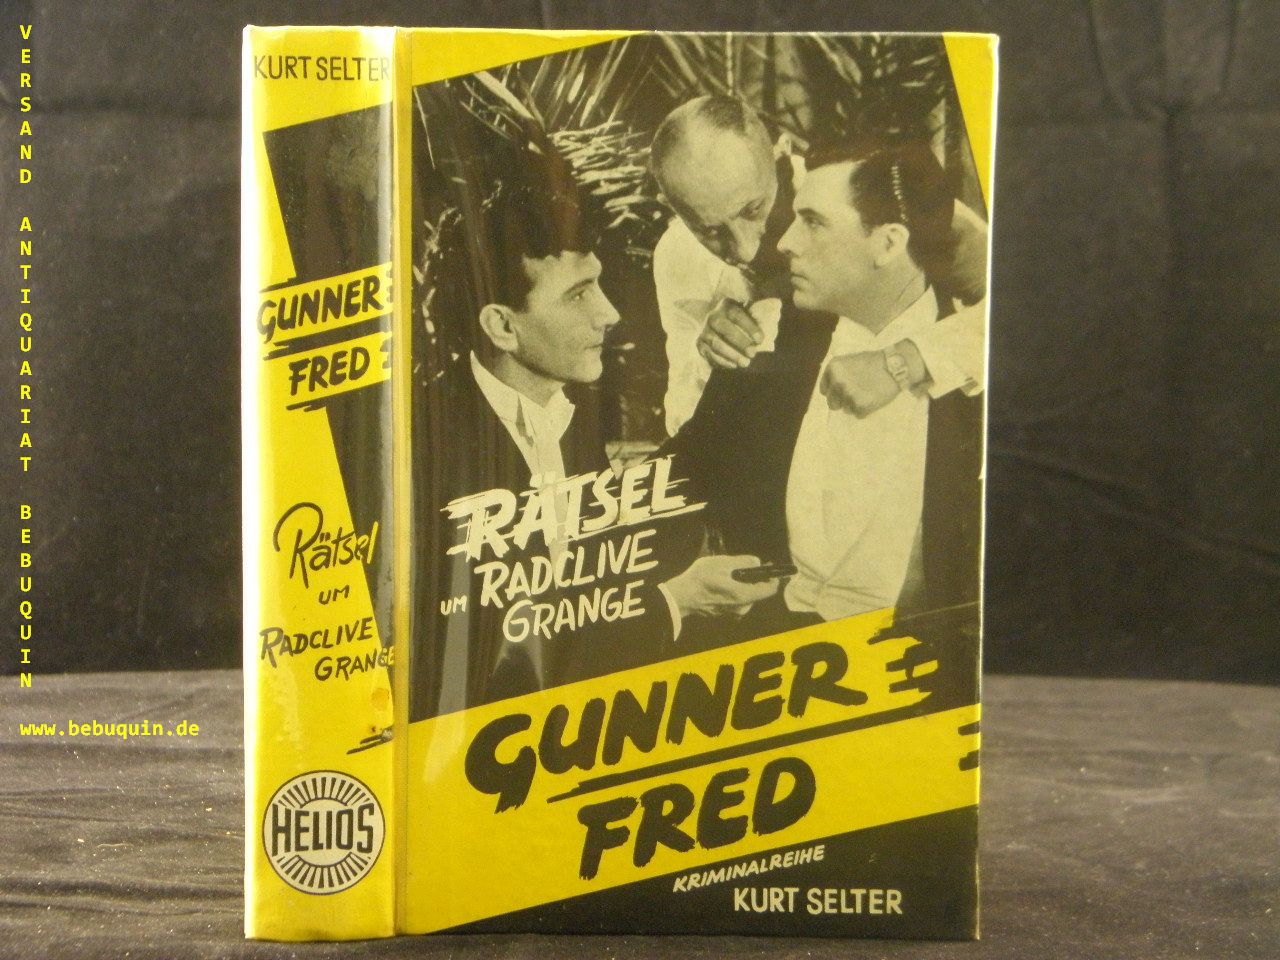 VERSAND ANTIQUARIAT BEBUQUIN
www.bebuquin.de
KURT SELTER
GUNNER
FRED
Rätsel
um
RADCLIVE
GRANGE
HELIOS
RÄTSEL
um RADCLIVE
GRANGE
GUNNER
FRED
KRIMINALREIHE
KURT SELTER